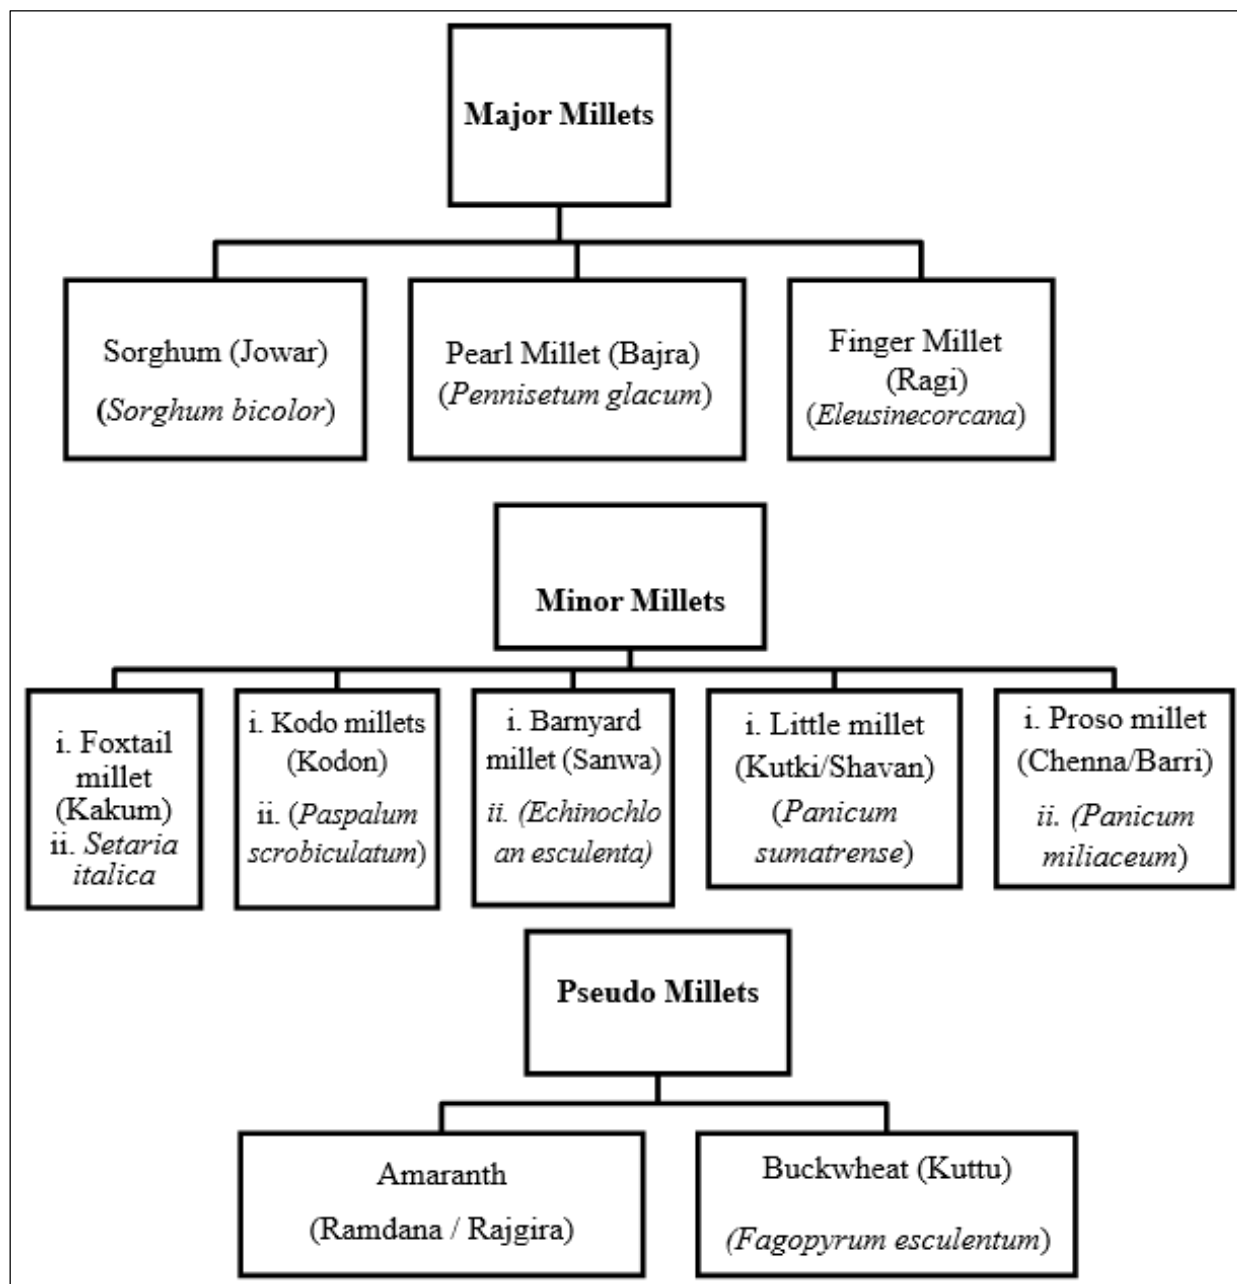 Major Millets
Sorghum (Jowar)
(Sorghum bicolor)
Pearl Millet (Bajra)
(Pennisetum glacum)
Finger Millet
(Ragi)
(Eleusinecorcana)
Minor Millets
i. Foxtail
millet
(Kakum)
ii. Setaria
italica
i. Kodo millets
(Kodon)
ii. (Paspalum
scrobiculatum)
i. Barnyard
millet (Sanwa)
ii. (Echinochlo
an esculenta)
i. Little millet
(Kutki/Shavan)
(Panicum
sumatrense)
i. Proso millet
(Chenna/Barri)
ii. (Panicum
miliaceum)
Pseudo Millets
Amaranth
(Ramdana / Rajgira)
Buckwheat (Kuttu)
(Fagopyrum esculentum)